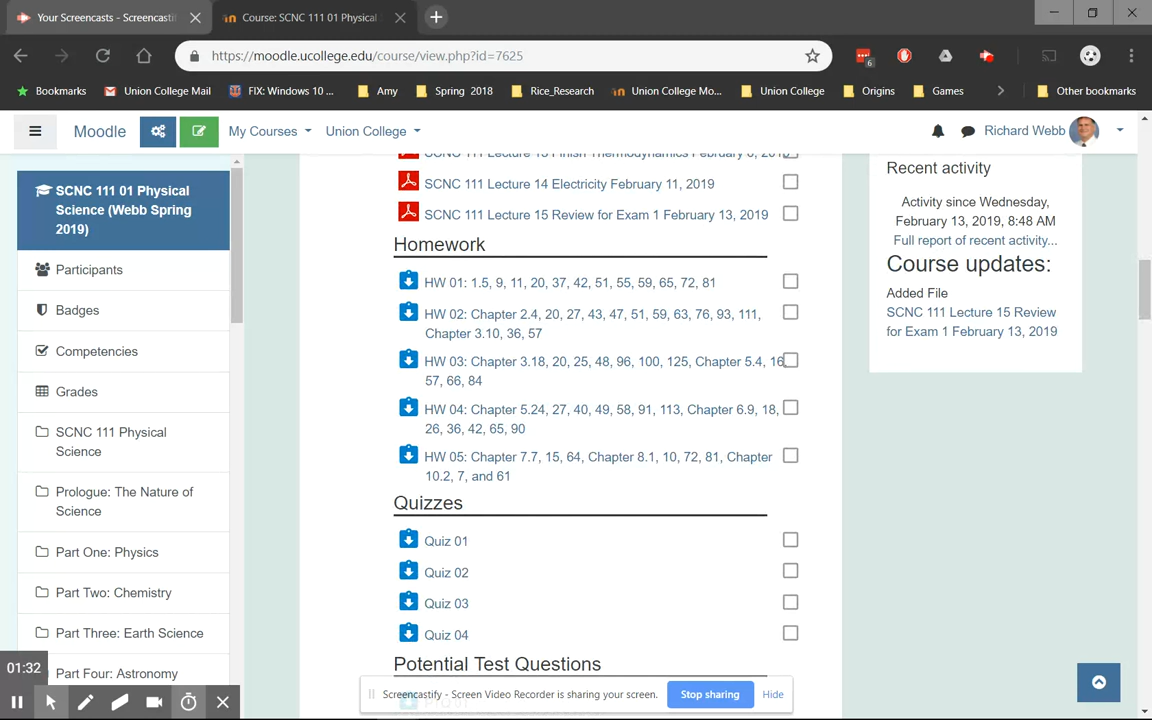 Your Screencasts - Screencasti
Course: SCNC 111 01 Physical
https://moodle.ucollege.edu/course/view.php?id=7625
6
Bookmarks
Union College Mail
FIX: Windows 10 ...
Amy
Spring 2018
Rice_Research
Union College Mo...
Union College
Origins
Games
Other bookmarks
Moodle
My Courses
Union College
Richard Webb
SCNC 111 01 Physical
Science (Webb Spring
2019)
Participants
Badges
Competencies
Grades
SCNC 111 Physical
Science
Prologue: The Nature of
Science
Part One: Physics
Part Two: Chemistry
Part Three: Earth Science
Part Four: Astronomy
01:32
SCNC 111 Lecture 13 Finish Thermodynamics February 6, 201
SCNC 111 Lecture 14 Electricity February 11, 2019
SCNC 111 Lecture 15 Review for Exam 1 February 13, 2019
Homework
HW 01: 1.5, 9, 11, 20, 37, 42, 51, 55, 59, 65, 72, 81
HW 02: Chapter 2.4, 20, 27, 43, 47, 51, 59, 63, 76, 93, 111,
Chapter 3.10, 36, 57
HW 03: Chapter 3.18, 20, 25, 48, 96, 100, 125, Chapter 5.4, 16,
57, 66, 84
HW 04: Chapter 5.24, 27, 40, 49, 58, 91, 113, Chapter 6.9, 18,
26, 36, 42, 65, 90
HW 05: Chapter 7.7, 15, 64, Chapter 8.1, 10, 72, 81, Chapter
10.2, 7, and 61
Quizzes
Quiz 01
Quiz 02
Quiz 03
Quiz 04
Potential Test Questions
Screencastify - Screen Video Recorder is sharing your screen.
Stop sharing
Hide
Recent activity
Activity since Wednesday,
February 13, 2019, 8:48 AM
Full report of recent activity...
Course updates:
Added File
SCNC 111 Lecture 15 Review
for Exam 1 February 13, 2019